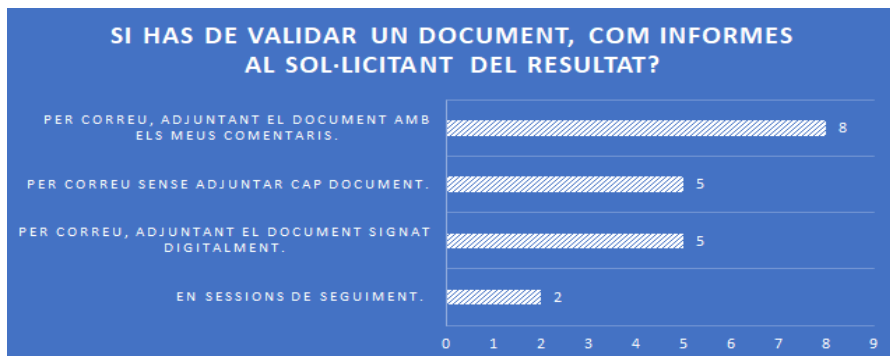 SI HAS DE VALIDAR UN DOCUMENT, COM INFORMES
AL SOL·LICITANT DEL RESULTAT?
PER CORREU, ADJUNTANT EL DOCUMENT AMB
ELS MEUS COMENTARIS.
8
PER CORREU SENSE ADJUNTAR CAP DOCUMENT.
5
PER CORREU, ADJUNTANT EL DOCUMENT SIGNAT
DIGITALMENT.
5
EN SESSIONS DE SEGUIMENT.
2
0 1 2 3 4 5 6 7 8 9